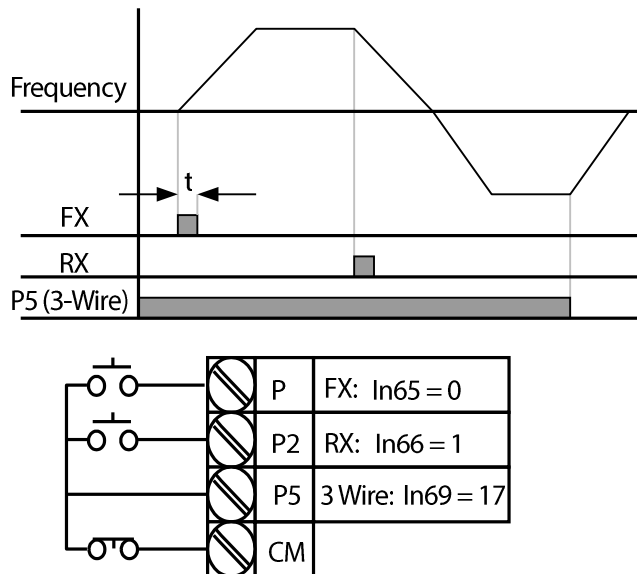 Frequency
t
FX
RX
P5 (3-Wire)
P FX: In65 = 0
P2 RX: In66 = 1
P5 3 Wire: In69 = 17
CM